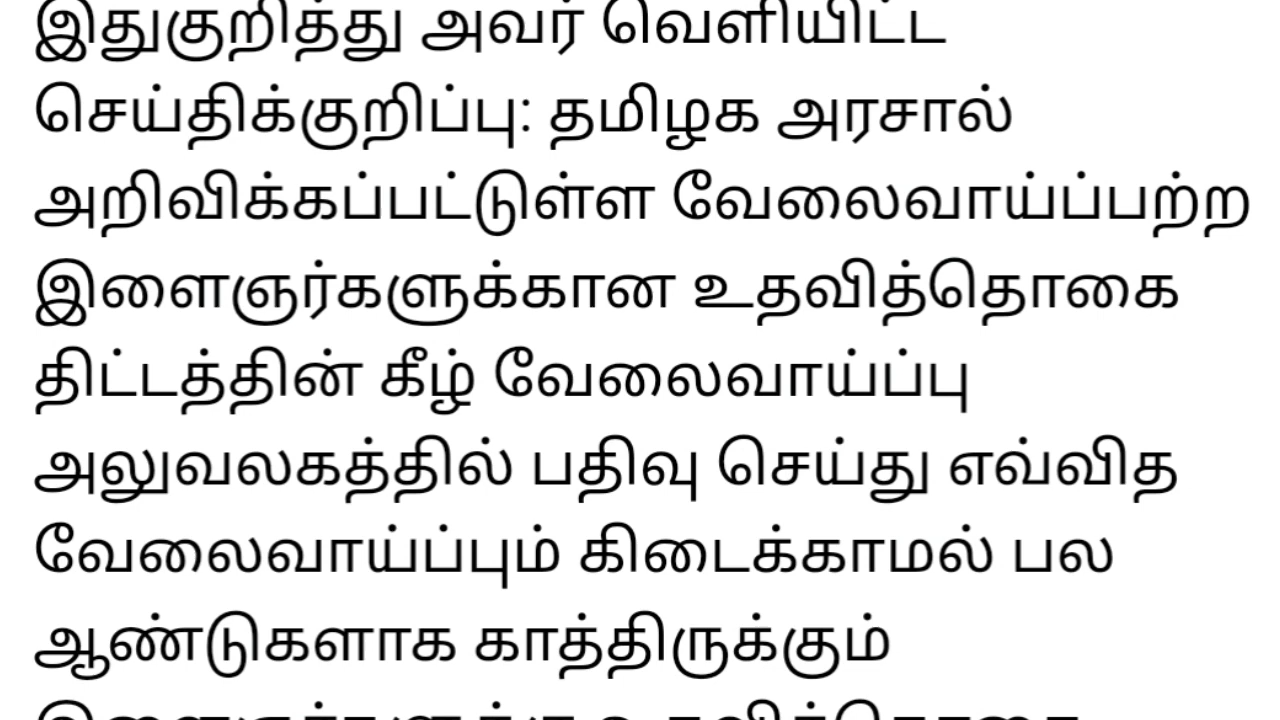 இதுகுறித்து அவர் வெளியிட்ட
செய்திக்குறிப்பு: தமிழக அரசால்
அறிவிக்கப்பட்டுள்ள வேலைவாய்ப்பற்ற
இளைஞர்களுக்கான உதவித்தொகை
திட்டத்தின் கீழ் வேலைவாய்ப்பு
அலுவலகத்தில் பதிவு செய்து எவ்வித
வேலைவாய்ப்பும் கிடைக்காமல் பல
ஆண்டுகளாக காத்திருக்கும்